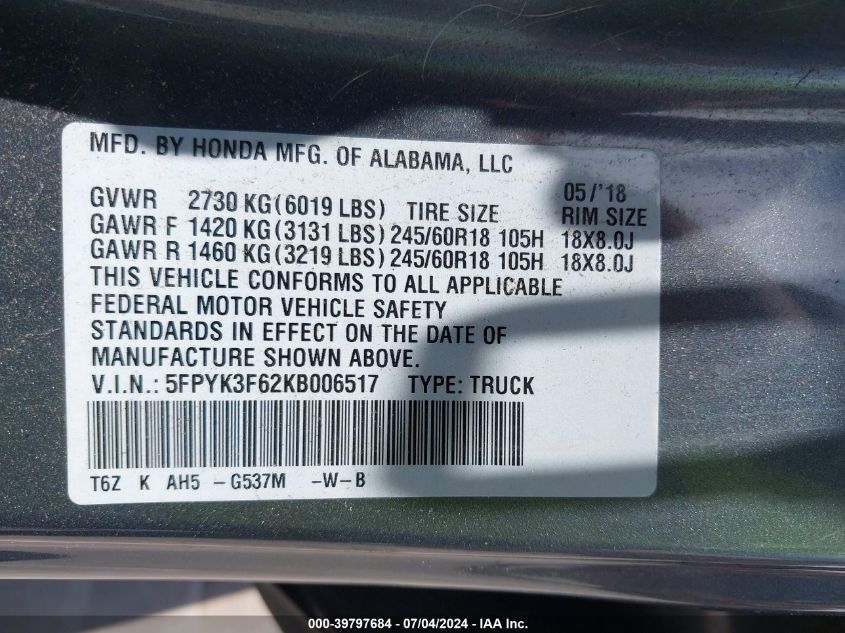 MFD. BY HONDA MFG. OF ALABAMA, LLC
05/'18
GVWR 2730 KG(6019 LBS) TIRE SIZE RIM SIZE
GAWR F 1420 KG(3131 LBS) 245/60R18 105H 18X8.0J
GAWR R 1460 KG(3219 LBS) 245/60R18 105H 18X8.0J
THIS VEHICLE CONFORMS TO ALL APPLICABLE
FEDERAL MOTOR VEHICLE SAFETY
STANDARDS IN EFFECT ON THE DATE OF
MANUFACTURE SHOWN ABOVE.
V.I.N.: 5FPYK3F62KB006517 TYPE: TRUCK
T6Z K AH5 -G537M -W-B
000-39797684 - 07/04/2024 - IAA Inc.